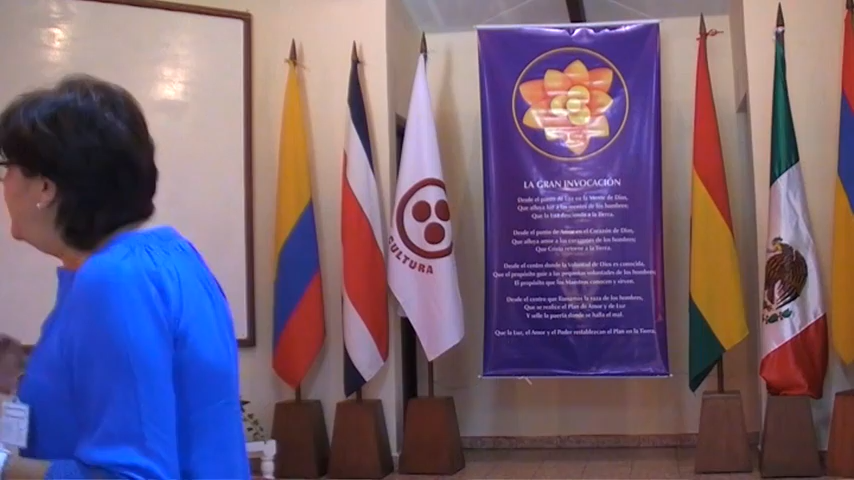 CULTURA
LA GRAN INVOCACIÓN
Desde el punto de Luz en la Mente de Dios,
Que afluya luz a las mentes de los hombres;
Que la Luz descienda a la Tierra.
Desde el punto de Amor en el Corazón de Dios,
Que afluya amor a los corazones de los hombres;
Que Cristo retorne a la Tierra.
Desde el centro donde la Voluntad de Dios es conocida,
Que el propósito guíe a las pequeñas voluntades de los hombres;
El propósito que los Maestros conocen y sirven.
Desde el centro que llamamos la raza de los hombres,
Que se realice el Plan de Amor y de Luz
Y selle la puerta donde se halla el mal.
Que la Luz, el Amor y el Poder restablezcan el Plan en la Tierra.